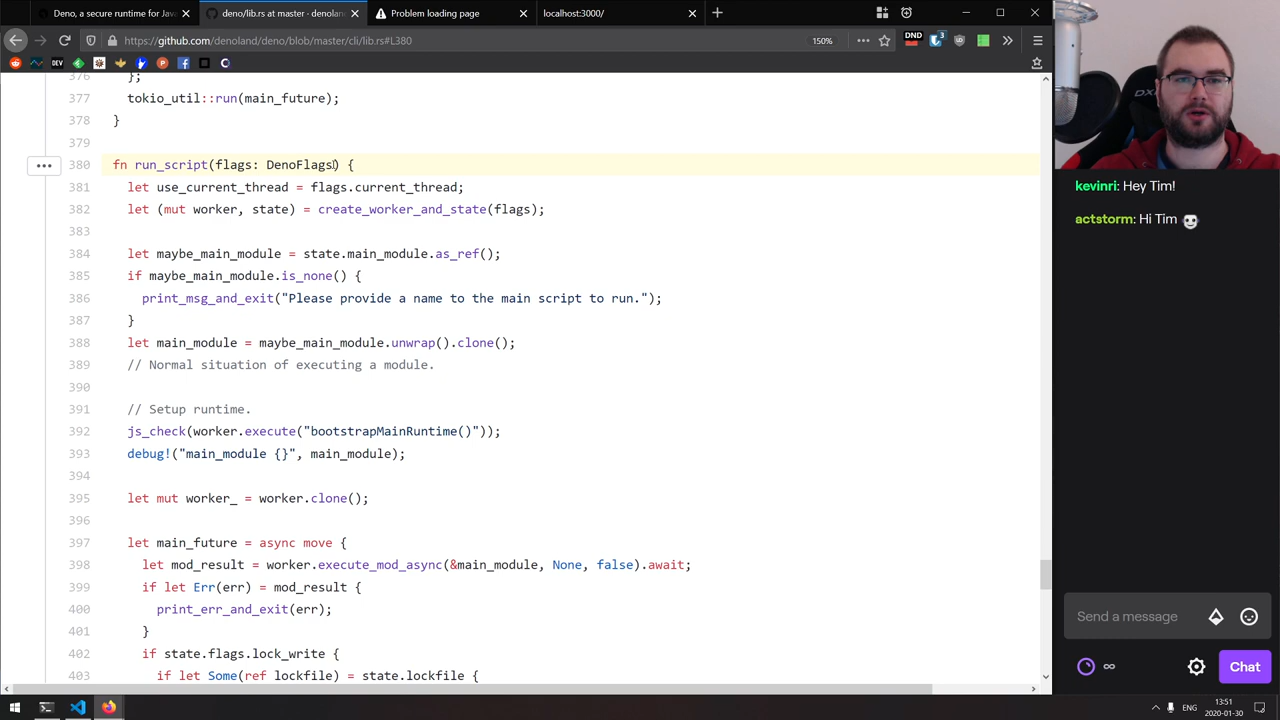 Deno, a secure runtime for Java
deno/lib.rs at master · denolan
Problem loading page
localhost:3000/
https://github.com/denoland/deno/blob/master/cli/lib.rs#L380
150%
DND
3
DEV
376 };
377 tokio_util::run(main_future);
378 }
379
380 fn run_script(flags: DenoFlags) {
381 let use_current_thread = flags.current_thread;
382 let (mut worker, state) = create_worker_and_state(flags);
383
384 let maybe_main_module = state.main_module.as_ref();
385 if maybe_main_module.is_none() {
386 print_msg_and_exit("Please provide a name to the main script to run.");
387 }
388 let main_module = maybe_main_module.unwrap().clone();
389 // Normal situation of executing a module.
390
391 // Setup runtime.
392 js_check(worker.execute("bootstrapMainRuntime()"));
393 debug!("main_module {}", main_module);
394
395 let mut worker_ = worker.clone();
396
397 let main_future = async move {
398 let mod_result = worker.execute_mod_async(&main_module, None, false).await;
399 if let Err(err) = mod_result {
400 print_err_and_exit(err);
401 }
402 if state.flags.lock_write {
403 if let Some(ref lockfile) = state.lockfile {
kevinri: Hey Tim!
actstorm: Hi Tim
Send a message
∞
Chat
ENG
13:51
2020-01-30